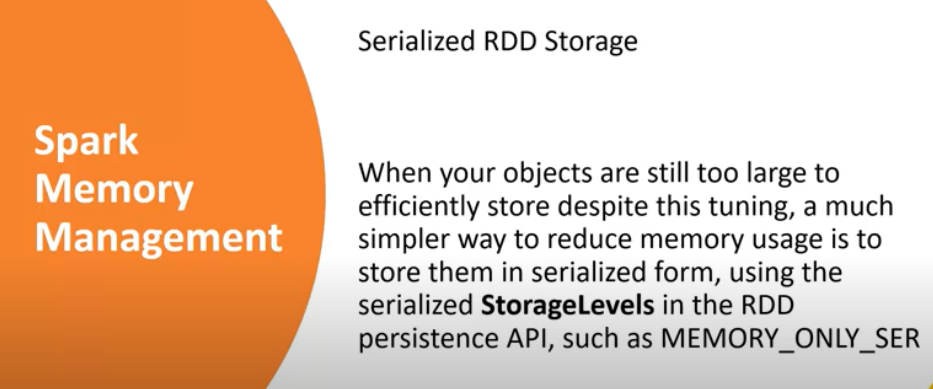 Serialized RDD Storage
Spark
Memory
Management
When your objects are still too large to
efficiently store despite this tuning, a much
simpler way to reduce memory usage is to
store them in serialized form, using the
serialized StorageLevels in the RDD
persistence API, such as MEMORY_ONLY_SER